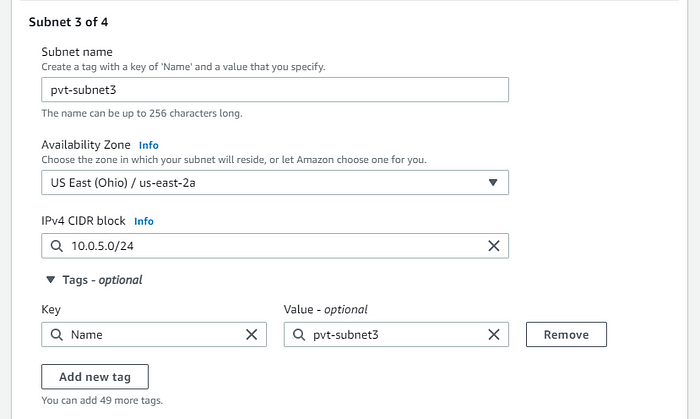 Subnet 3 of 4
Subnet name
Create a tag with a key of 'Name' and a value that you specify.
pvt-subnet3
The name can be up to 256 characters long.
Availability Zone Info
Choose the zone in which your subnet will reside, or let Amazon choose one for you.
US East (Ohio) / us-east-2a
IPv4 CIDR block Info
10.0.5.0/24
Tags - optional
Key Value - optional
Name pvt-subnet3 Remove
Add new tag
You can add 49 more tags.